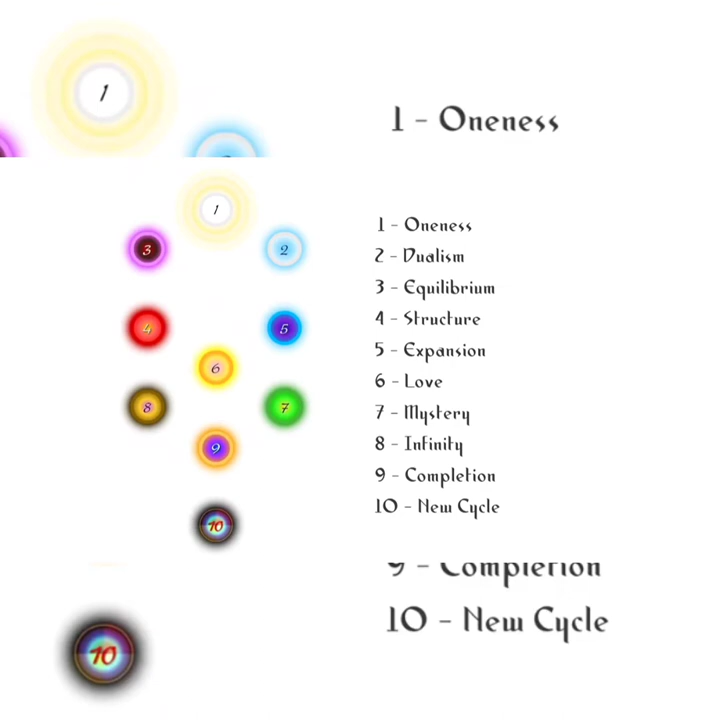 1
1 - Oneness
1
3
2
4
5
6
8
7
9
10
1 - Oneness
2 - Dualism
3 - Equilibrium
4 - Structure
5 - Expansion
6 - Love
7 - Mystery
8 - Infinity
9 - Completion
10 - New Cycle
9 - Completion
10 - New Cycle
10